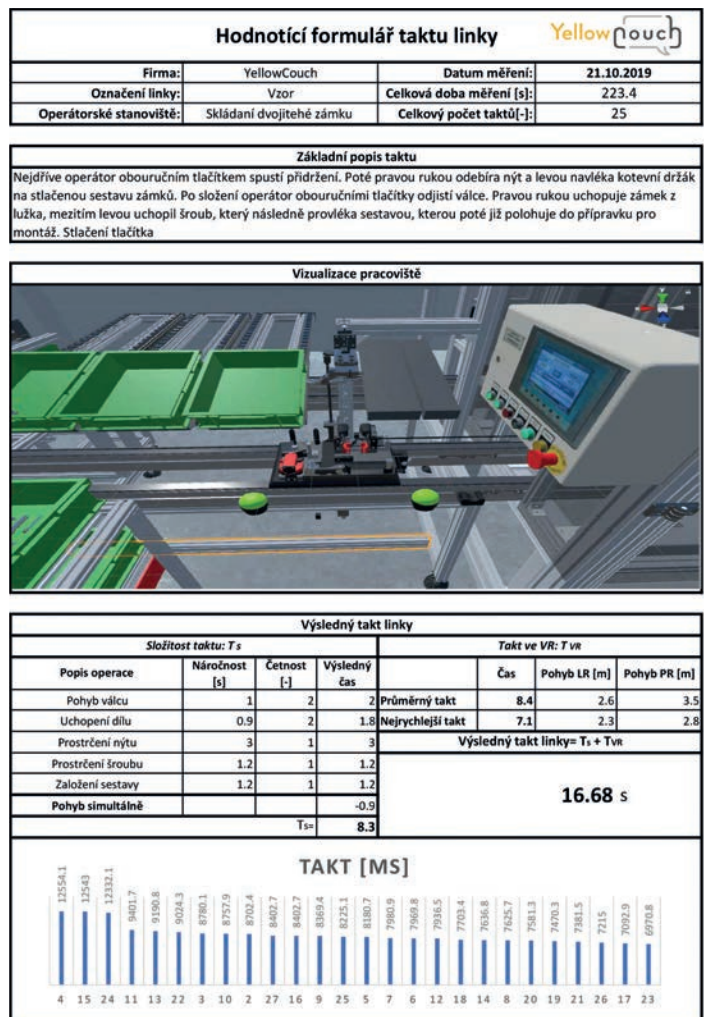 Hodnotící formulář taktu linky
YellowCouch
Firma: YellowCouch Datum měření: 21.10.2019
Označení linky: Vzor Celková doba měření [s]: 223.4
Operátorské stanoviště: Skládaní dvojitehé zámku Celkový počet taktů[-]: 25
Základní popis taktu
Nejdříve operátor obouručním tlačítkem spustí přidržení. Poté pravou rukou odebíra nýt a levou navléka kotevní držák
na stlačenou sestavu zámků. Po složení operátor obouručními tlačítky odjistí válce. Pravou rukou uchopuje zámek z
lužka, mezitím levou uchopil šroub, který následně provléka sestavou, kterou poté již polohuje do přípravku pro
montáž. Stlačení tlačítka
Vizualizace pracoviště
Výsledný takt linky
Složitost taktu: Ts Takt ve VR: T VR
Popis operace Náročnost [s] Četnost [-] Výsledný čas Čas Pohyb LR [m] Pohyb PR [m]
Pohyb válcu 1 2 2 Průměrný takt 8.4 2.6 3.5
Uchopení dílu 0.9 2 1.8 Nejrychlejší takt 7.1 2.3 2.8
Prostrčení nýtu 3 1 3 Výsledný takt linky= Ts + TVR
Prostrčení šroubu 1.2 1 1.2
Založení sestavy 1.2 1 1.2 16.68 s
Pohyb simultálně -0.9
Ts= 8.3
TAKT [MS]
12554.1 12543 12332.1 9401.7 9190.8 9024.3 8780.1 8757.9 8702.4 8402.7 8402.7 8369.4 8225.1 8180.7 7980.9 7969.8 7936.5 7703.4 7636.8 7625.7 7581.3 7470.3 7381.5 7215 7092.9 6970.8
4 15 24 11 13 22 3 10 2 27 16 9 25 5 7 6 12 18 14 8 20 19 21 26 17 23